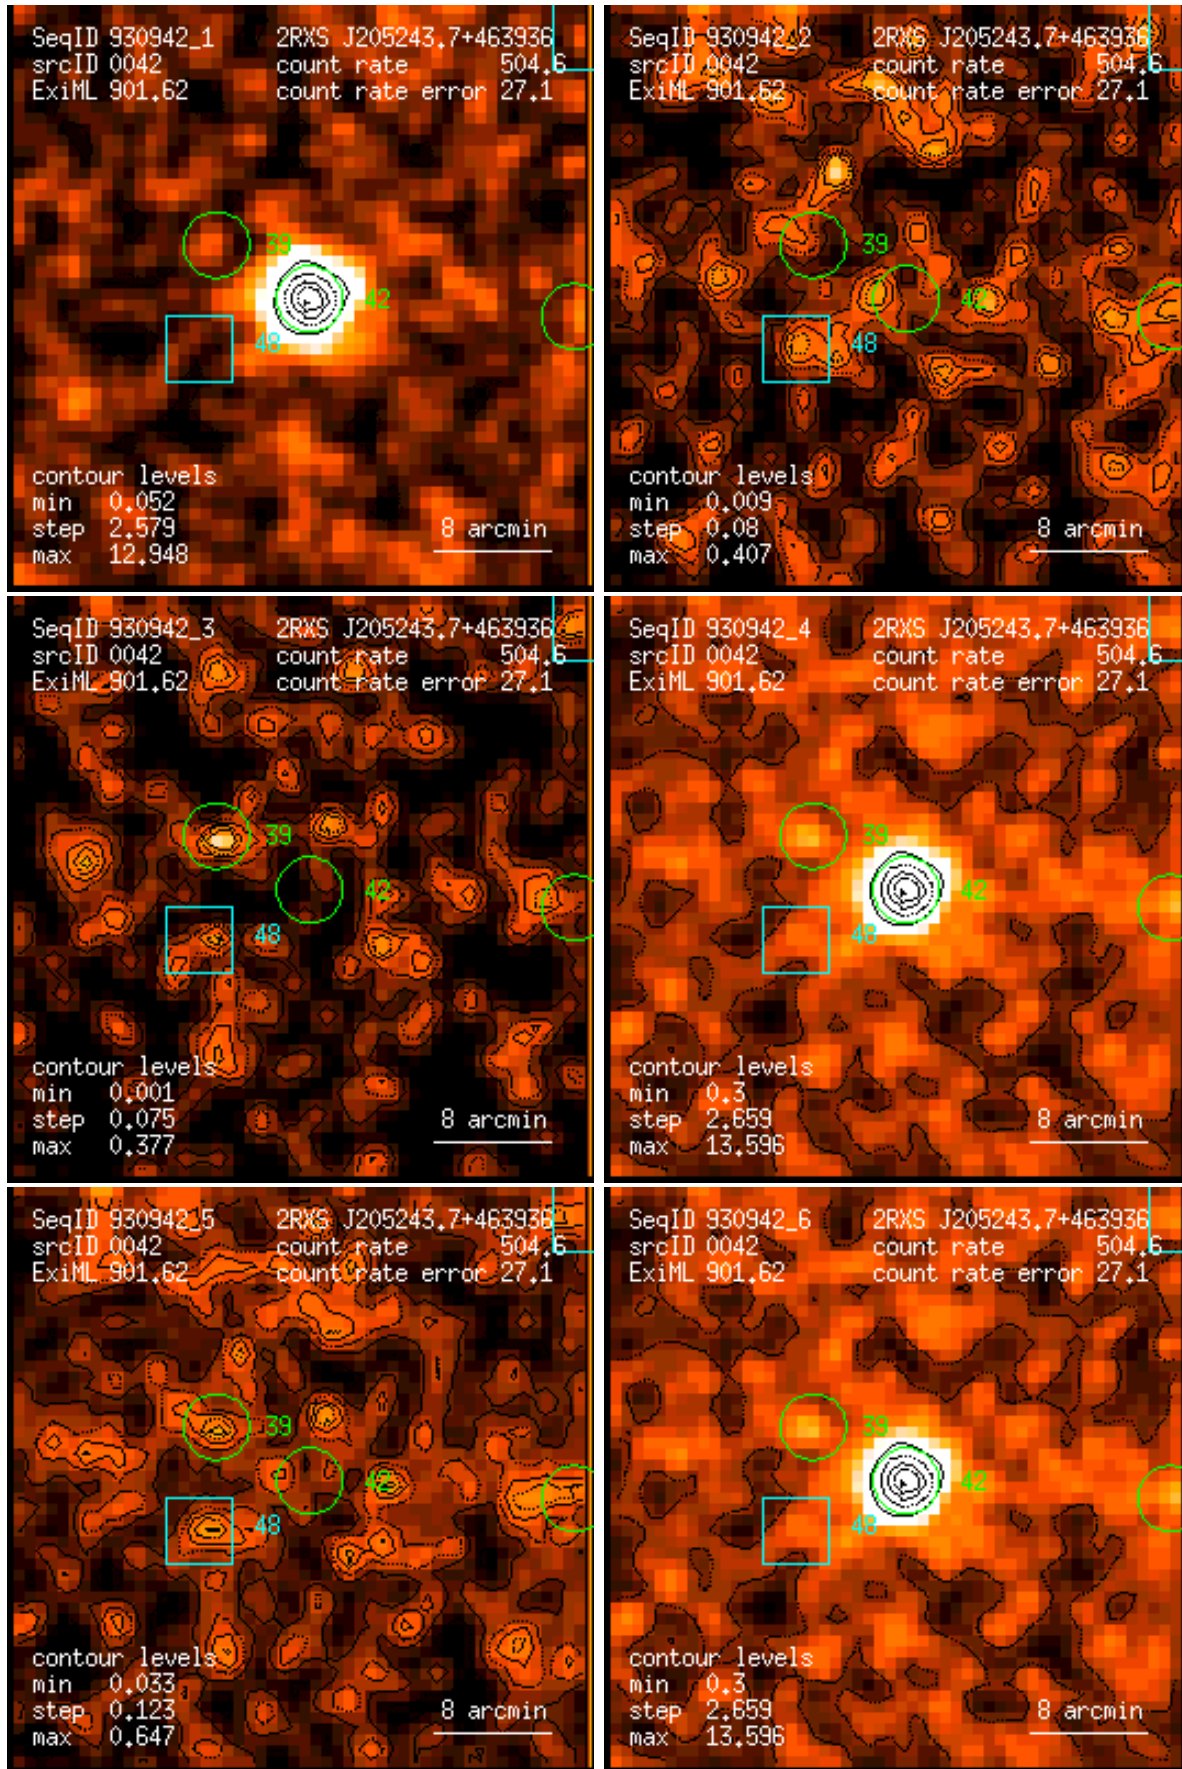 SeqID 930942_1 2RXS J205243.7+463936
srcID 0042 count rate 504.6
ExiML 901.62 count rate error 27.1
39
42
48
contour levels
min 0.052
step 2.579
max 12.948
8 arcmin
SeqID 930942_2 2RXS J205243.7+463936
srcID 0042 count rate 504.6
ExiML 901.62 count rate error 27.1
39
42
48
contour levels
min 0.009
step 0.08
max 0.407
8 arcmin
SeqID 930942_3 2RXS J205243.7+463936
srcID 0042 count rate 504.6
ExiML 901.62 count rate error 27.1
39
42
48
contour levels
min 0.001
step 0.075
max 0.377
8 arcmin
SeqID 930942_4 2RXS J205243.7+463936
srcID 0042 count rate 504.6
ExiML 901.62 count rate error 27.1
39
42
48
contour levels
min 0.3
step 2.659
max 13.596
8 arcmin
SeqID 930942_5 2RXS J205243.7+463936
srcID 0042 count rate 504.6
ExiML 901.62 count rate error 27.1
39
42
48
contour levels
min 0.033
step 0.123
max 0.647
8 arcmin
SeqID 930942_6 2RXS J205243.7+463936
srcID 0042 count rate 504.6
ExiML 901.62 count rate error 27.1
39
42
48
contour levels
min 0.3
step 2.659
max 13.596
8 arcmin